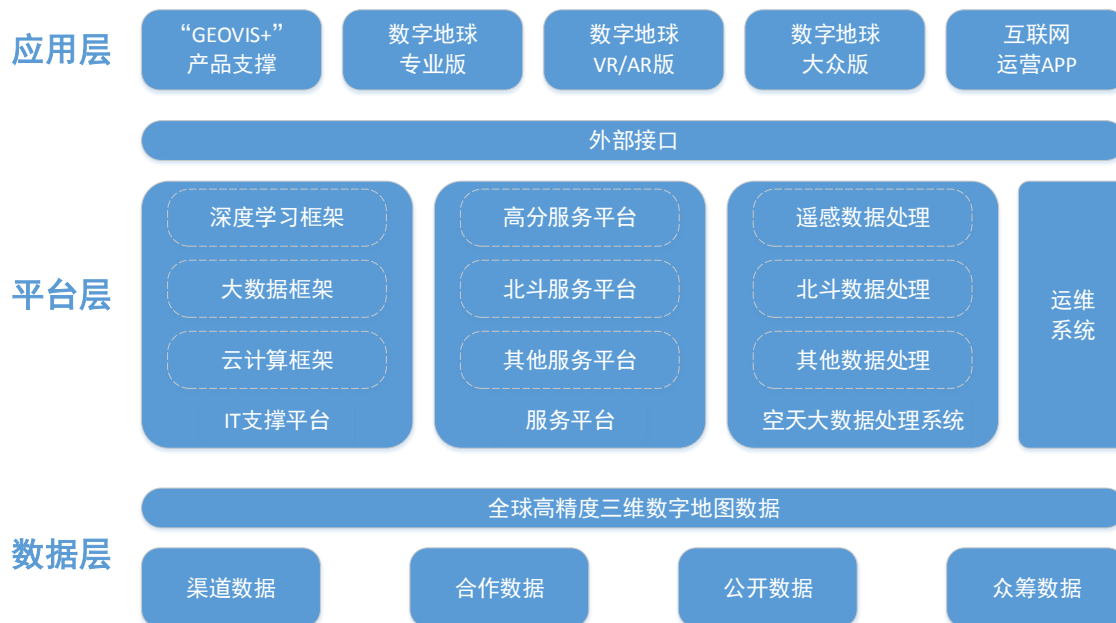 应用层
“GEOVIS+”
产品支撑
数字地球
专业版
数字地球
VR/AR版
数字地球
大众版
互联网
运营APP
外部接口
平台层
深度学习框架
大数据框架
云计算框架
IT支撑平台
高分服务平台
北斗服务平台
其他服务平台
服务平台
遥感数据处理
北斗数据处理
其他数据处理
空天大数据处理系统
运维
系统
数据层
全球高精度三维数字地图数据
渠道数据
合作数据
公开数据
众筹数据